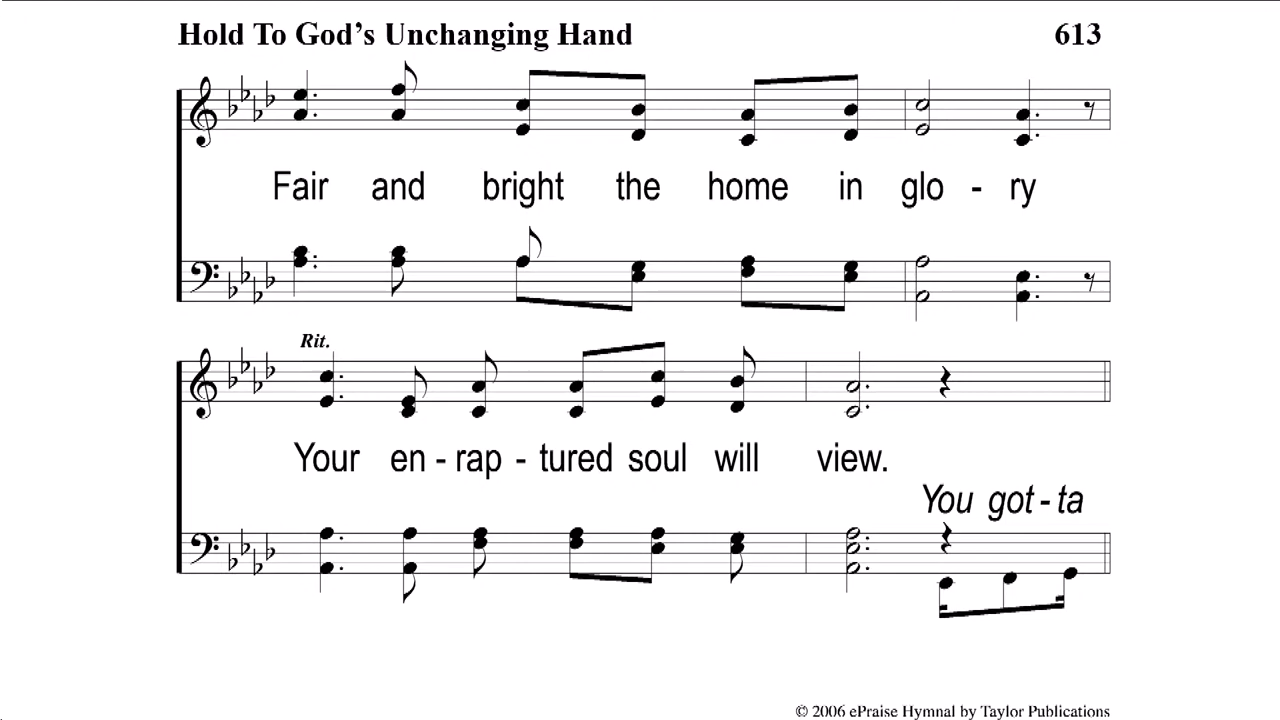 Hold To God's Unchanging Hand 613
Fair and bright the home in glo - ry
Rit.
Your en - rap - tured soul will view.
You got - ta
© 2006 ePraise Hymnal by Taylor Publications